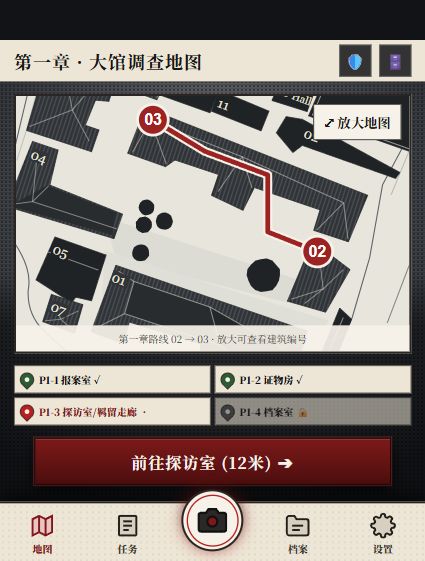 第一章 · 大馆调查地图
11
Hall
03
放大地图
04
02
05
01
07
第一章路线 02 → 03 · 放大可查看建筑编号
P1-1 报案室 √
P1-2 证物房 √
P1-3 探访室/羁留走廊 ·
P1-4 档案室
前往探访室 (12米) ➔
地图
任务
档案
设置